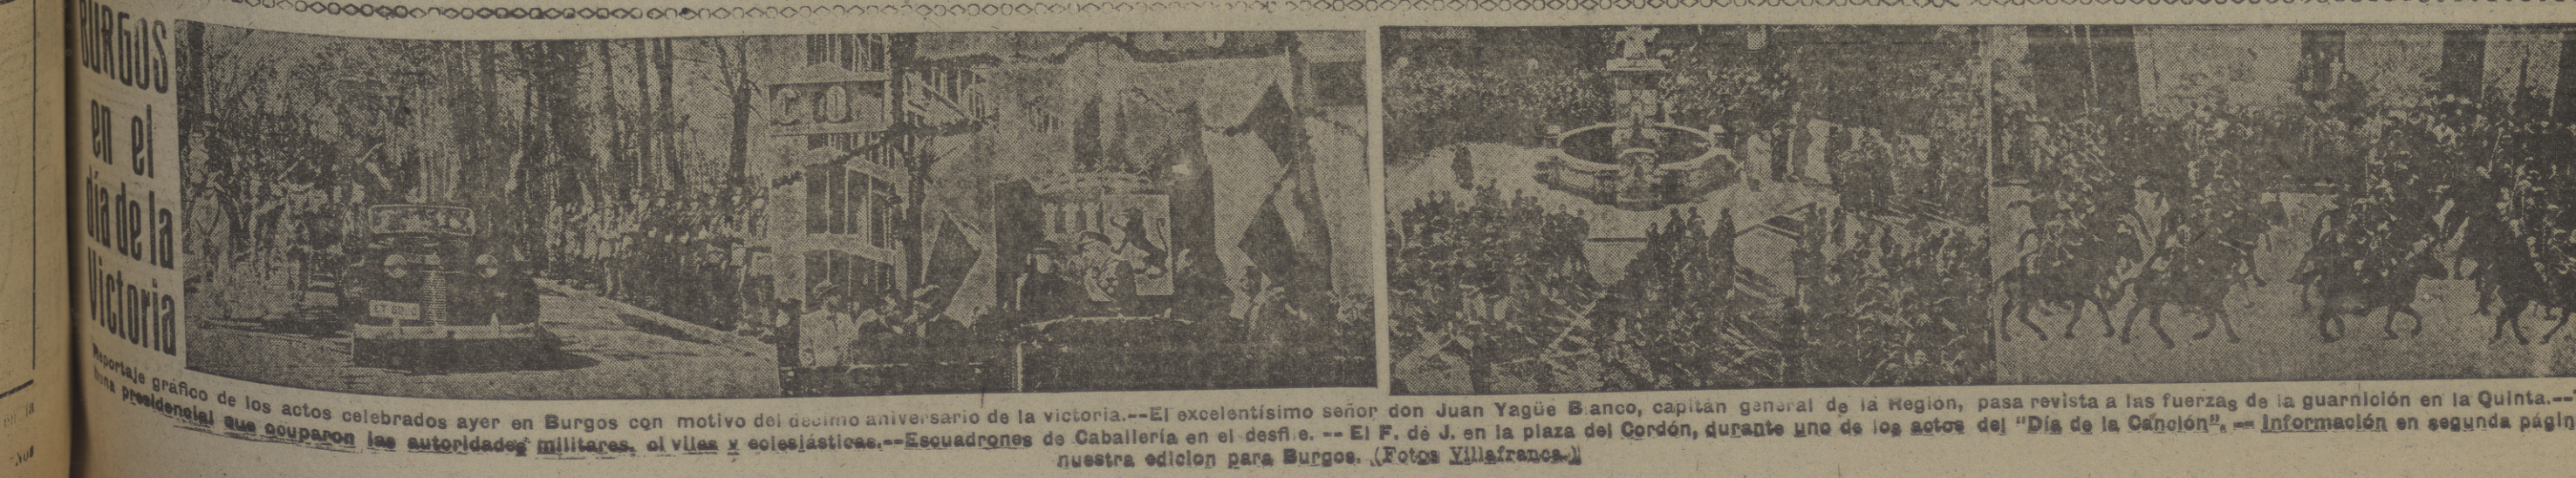 BURGOS
en el
día de la
Victoria
CO
Reportaje gráfico de los actos celebrados ayer en Burgos con motivo del decimo aniversario de la victoria.--El excelentísimo señor don Juan Yagüe Blanco, capitán general de la Región, pasa revista a las fuerzas de la guarnición en la Quinta.--
presidencial que ocuparon las autoridades militares, civiles y eclesiásticas.--Escuadrones de Caballería en el desfile. -- El F. de J. en la plaza del Cordón, durante uno de los actos del "Día de la Canción". -- Información en segunda págin
nuestra edicion para Burgos. (Fotos Villafranca.)